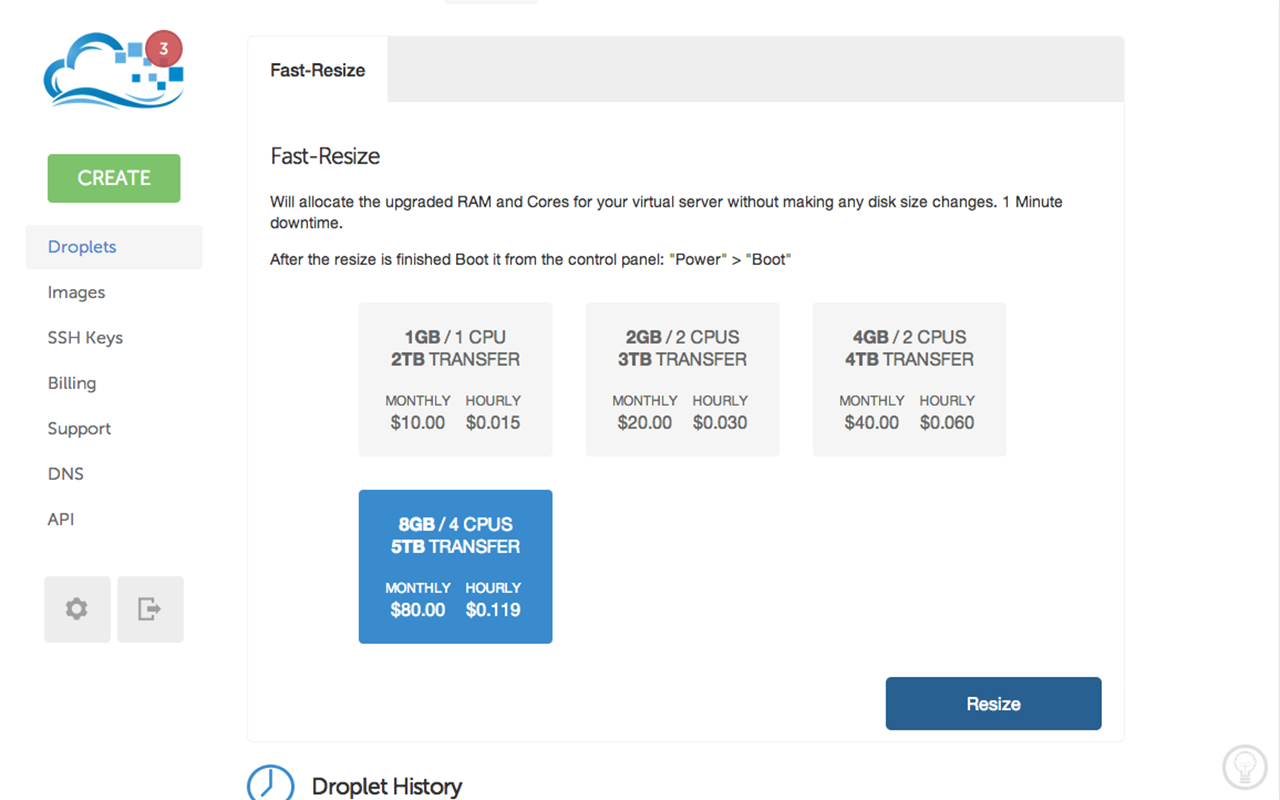 3
CREATE
Droplets
Images
SSH Keys
Billing
Support
DNS
API
Fast-Resize
Fast-Resize
Will allocate the upgraded RAM and Cores for your virtual server without making any disk size changes. 1 Minute
downtime.
After the resize is finished Boot it from the control panel: "Power" > "Boot"
1GB / 1 CPU
2TB TRANSFER
MONTHLY HOURLY
$10.00 $0.015
2GB / 2 CPUS
3TB TRANSFER
MONTHLY HOURLY
$20.00 $0.030
4GB / 2 CPUS
4TB TRANSFER
MONTHLY HOURLY
$40.00 $0.060
8GB / 4 CPUS
5TB TRANSFER
MONTHLY HOURLY
$80.00 $0.119
Resize
Droplet History